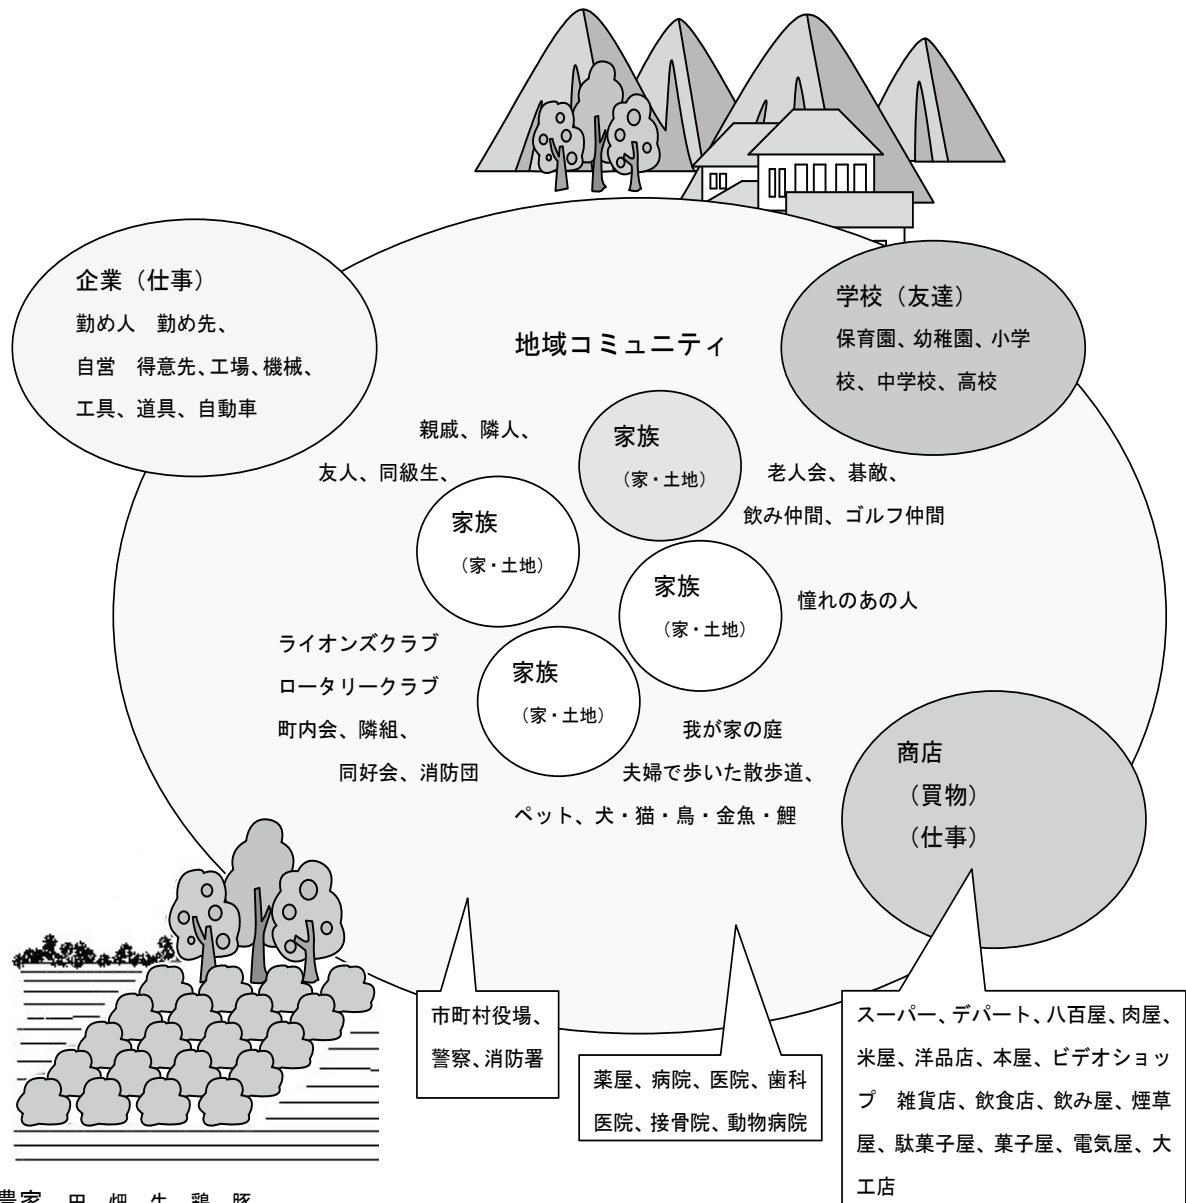 企業（仕事）
勤め人　勤め先、
自営　得意先、工場、機械、
工具、道具、自動車
学校（友達）
保育園、幼稚園、小学
校、中学校、高校
地域コミュニティ
親戚、隣人、
友人、同級生、
家族
（家・土地）
老人会、碁敵、
飲み仲間、ゴルフ仲間
家族
（家・土地）
家族
（家・土地）
憧れのあの人
ライオンズクラブ
ロータリークラブ
町内会、隣組、
同好会、消防団
家族
（家・土地）
我が家の庭
夫婦で歩いた散歩道、
ペット、犬・猫・鳥・金魚・鯉
商店
（買物）
（仕事）
市町村役場、
警察、消防署
薬屋、病院、医院、歯科
医院、接骨院、動物病院
スーパー、デパート、八百屋、肉屋、
米屋、洋品店、本屋、ビデオショッ
プ　雑貨店、飲食店、飲み屋、煙草
屋、駄菓子屋、菓子屋、電気屋、大
工店
農家　田、畑、牛、鶏、豚